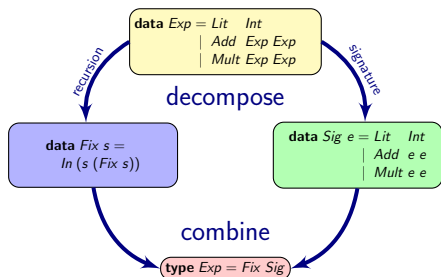 data Exp = Lit Int
| Add Exp Exp
| Mult Exp Exp
recursion
signature
decompose
data Fix s =
In (s (Fix s))
data Sig e = Lit Int
| Add e e
| Mult e e
combine
type Exp = Fix Sig